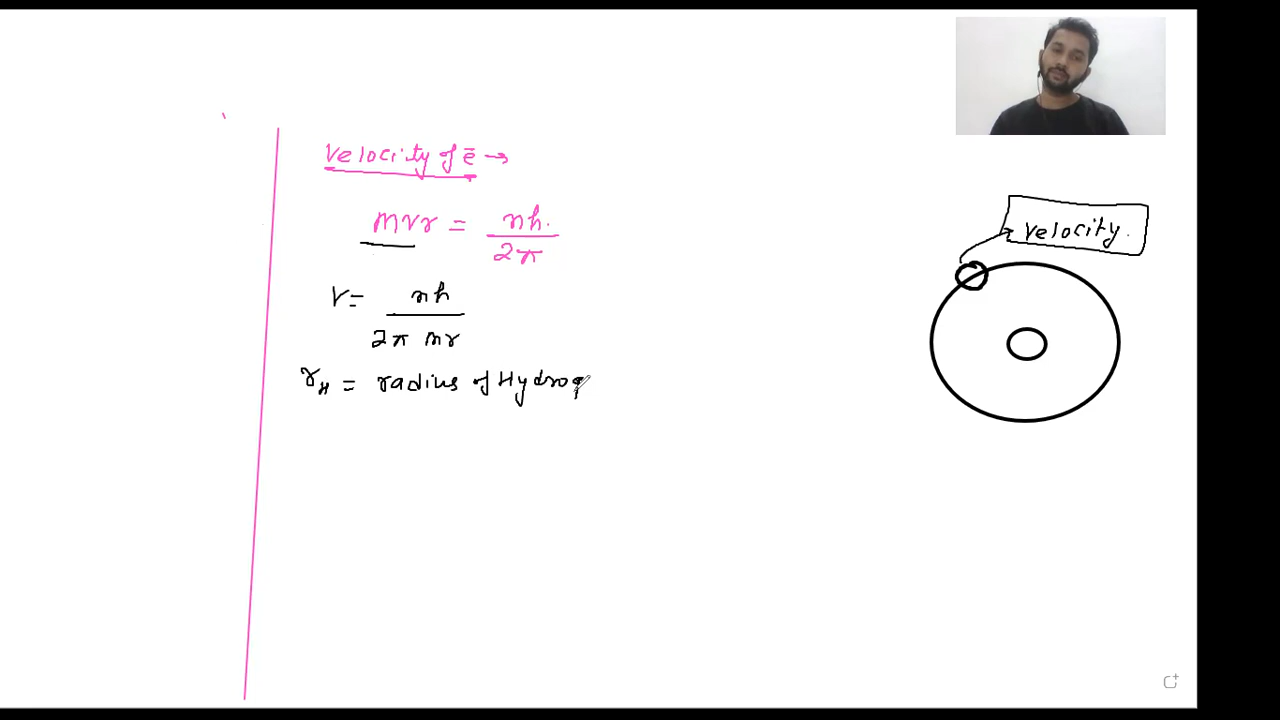 Velocity of ē →
mvr = nh.
2π
v = nh
2π mr
r_H = radius of Hydrog
velocity.